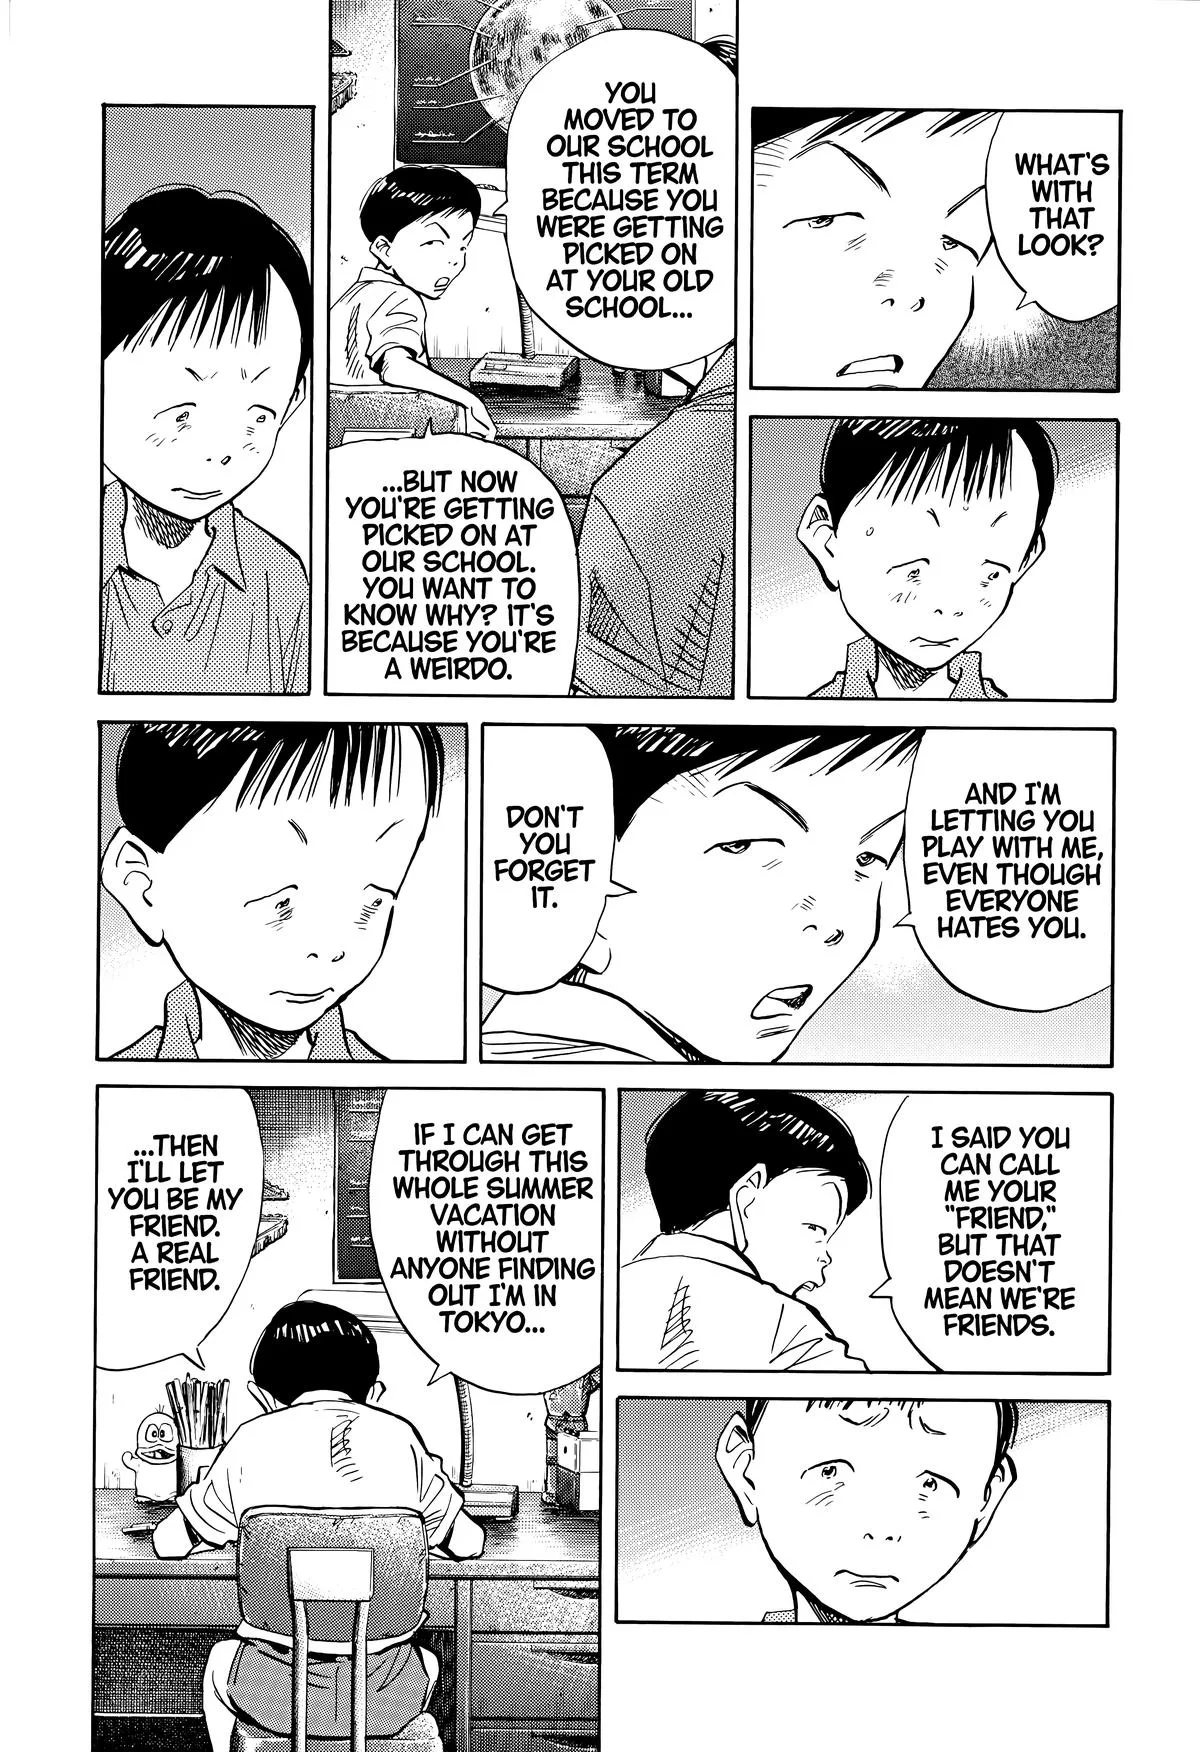 WHAT'S
WITH
THAT
LOOK?
YOU
MOVED TO
OUR SCHOOL
THIS TERM
BECAUSE YOU
WERE GETTING
PICKED ON
AT YOUR OLD
SCHOOL...
...BUT NOW
YOU'RE GETTING
PICKED ON AT
OUR SCHOOL.
YOU WANT TO
KNOW WHY? IT'S
BECAUSE YOU'RE
A WEIRDO.
AND I'M
LETTING YOU
PLAY WITH ME,
EVEN THOUGH
EVERYONE
HATES YOU.
DON'T
YOU
FORGET
IT.
I SAID YOU
CAN CALL
ME YOUR
"FRIEND,"
BUT THAT
DOESN'T
MEAN WE'RE
FRIENDS.
IF I CAN GET
THROUGH THIS
WHOLE SUMMER
VACATION
WITHOUT
ANYONE FINDING
OUT I'M IN
TOKYO...
...THEN
I'LL LET
YOU BE MY
FRIEND.
A REAL
FRIEND.